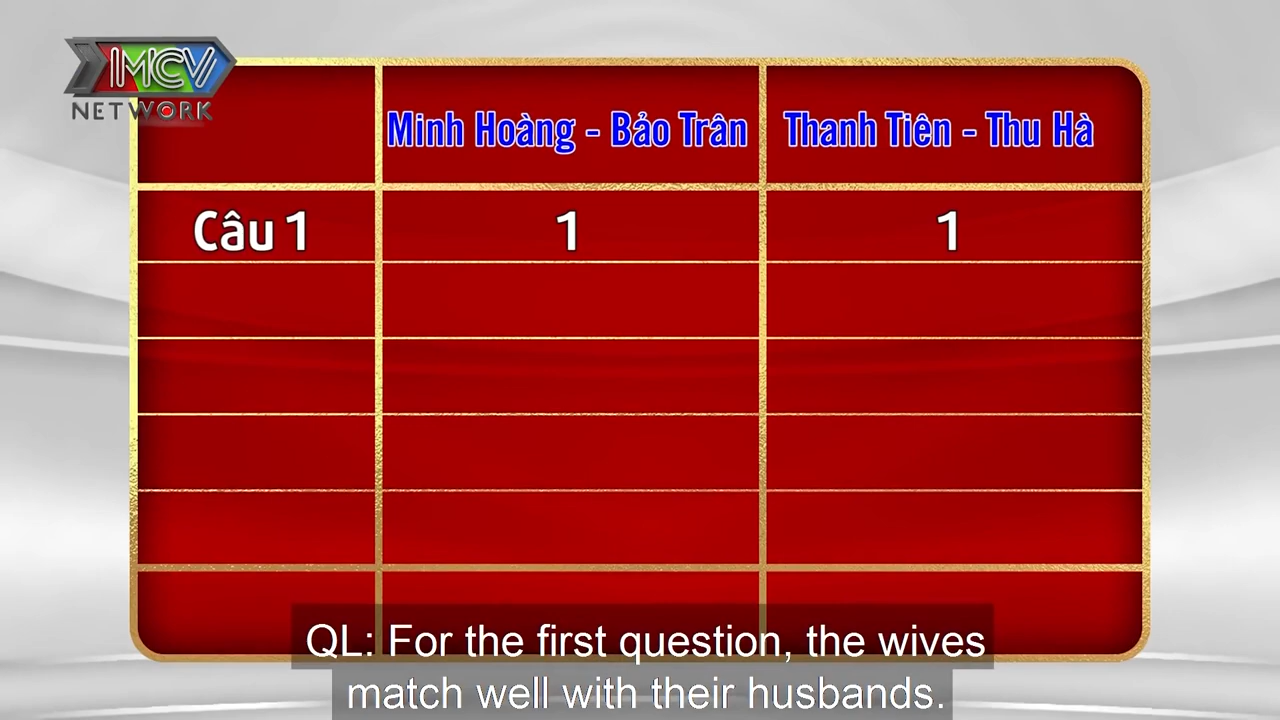 MCV
NETWORK
Minh Hoàng - Bảo Trân
Thanh Tiên - Thu Hà
Câu 1
1
1
QL: For the first question, the wives
match well with their husbands.